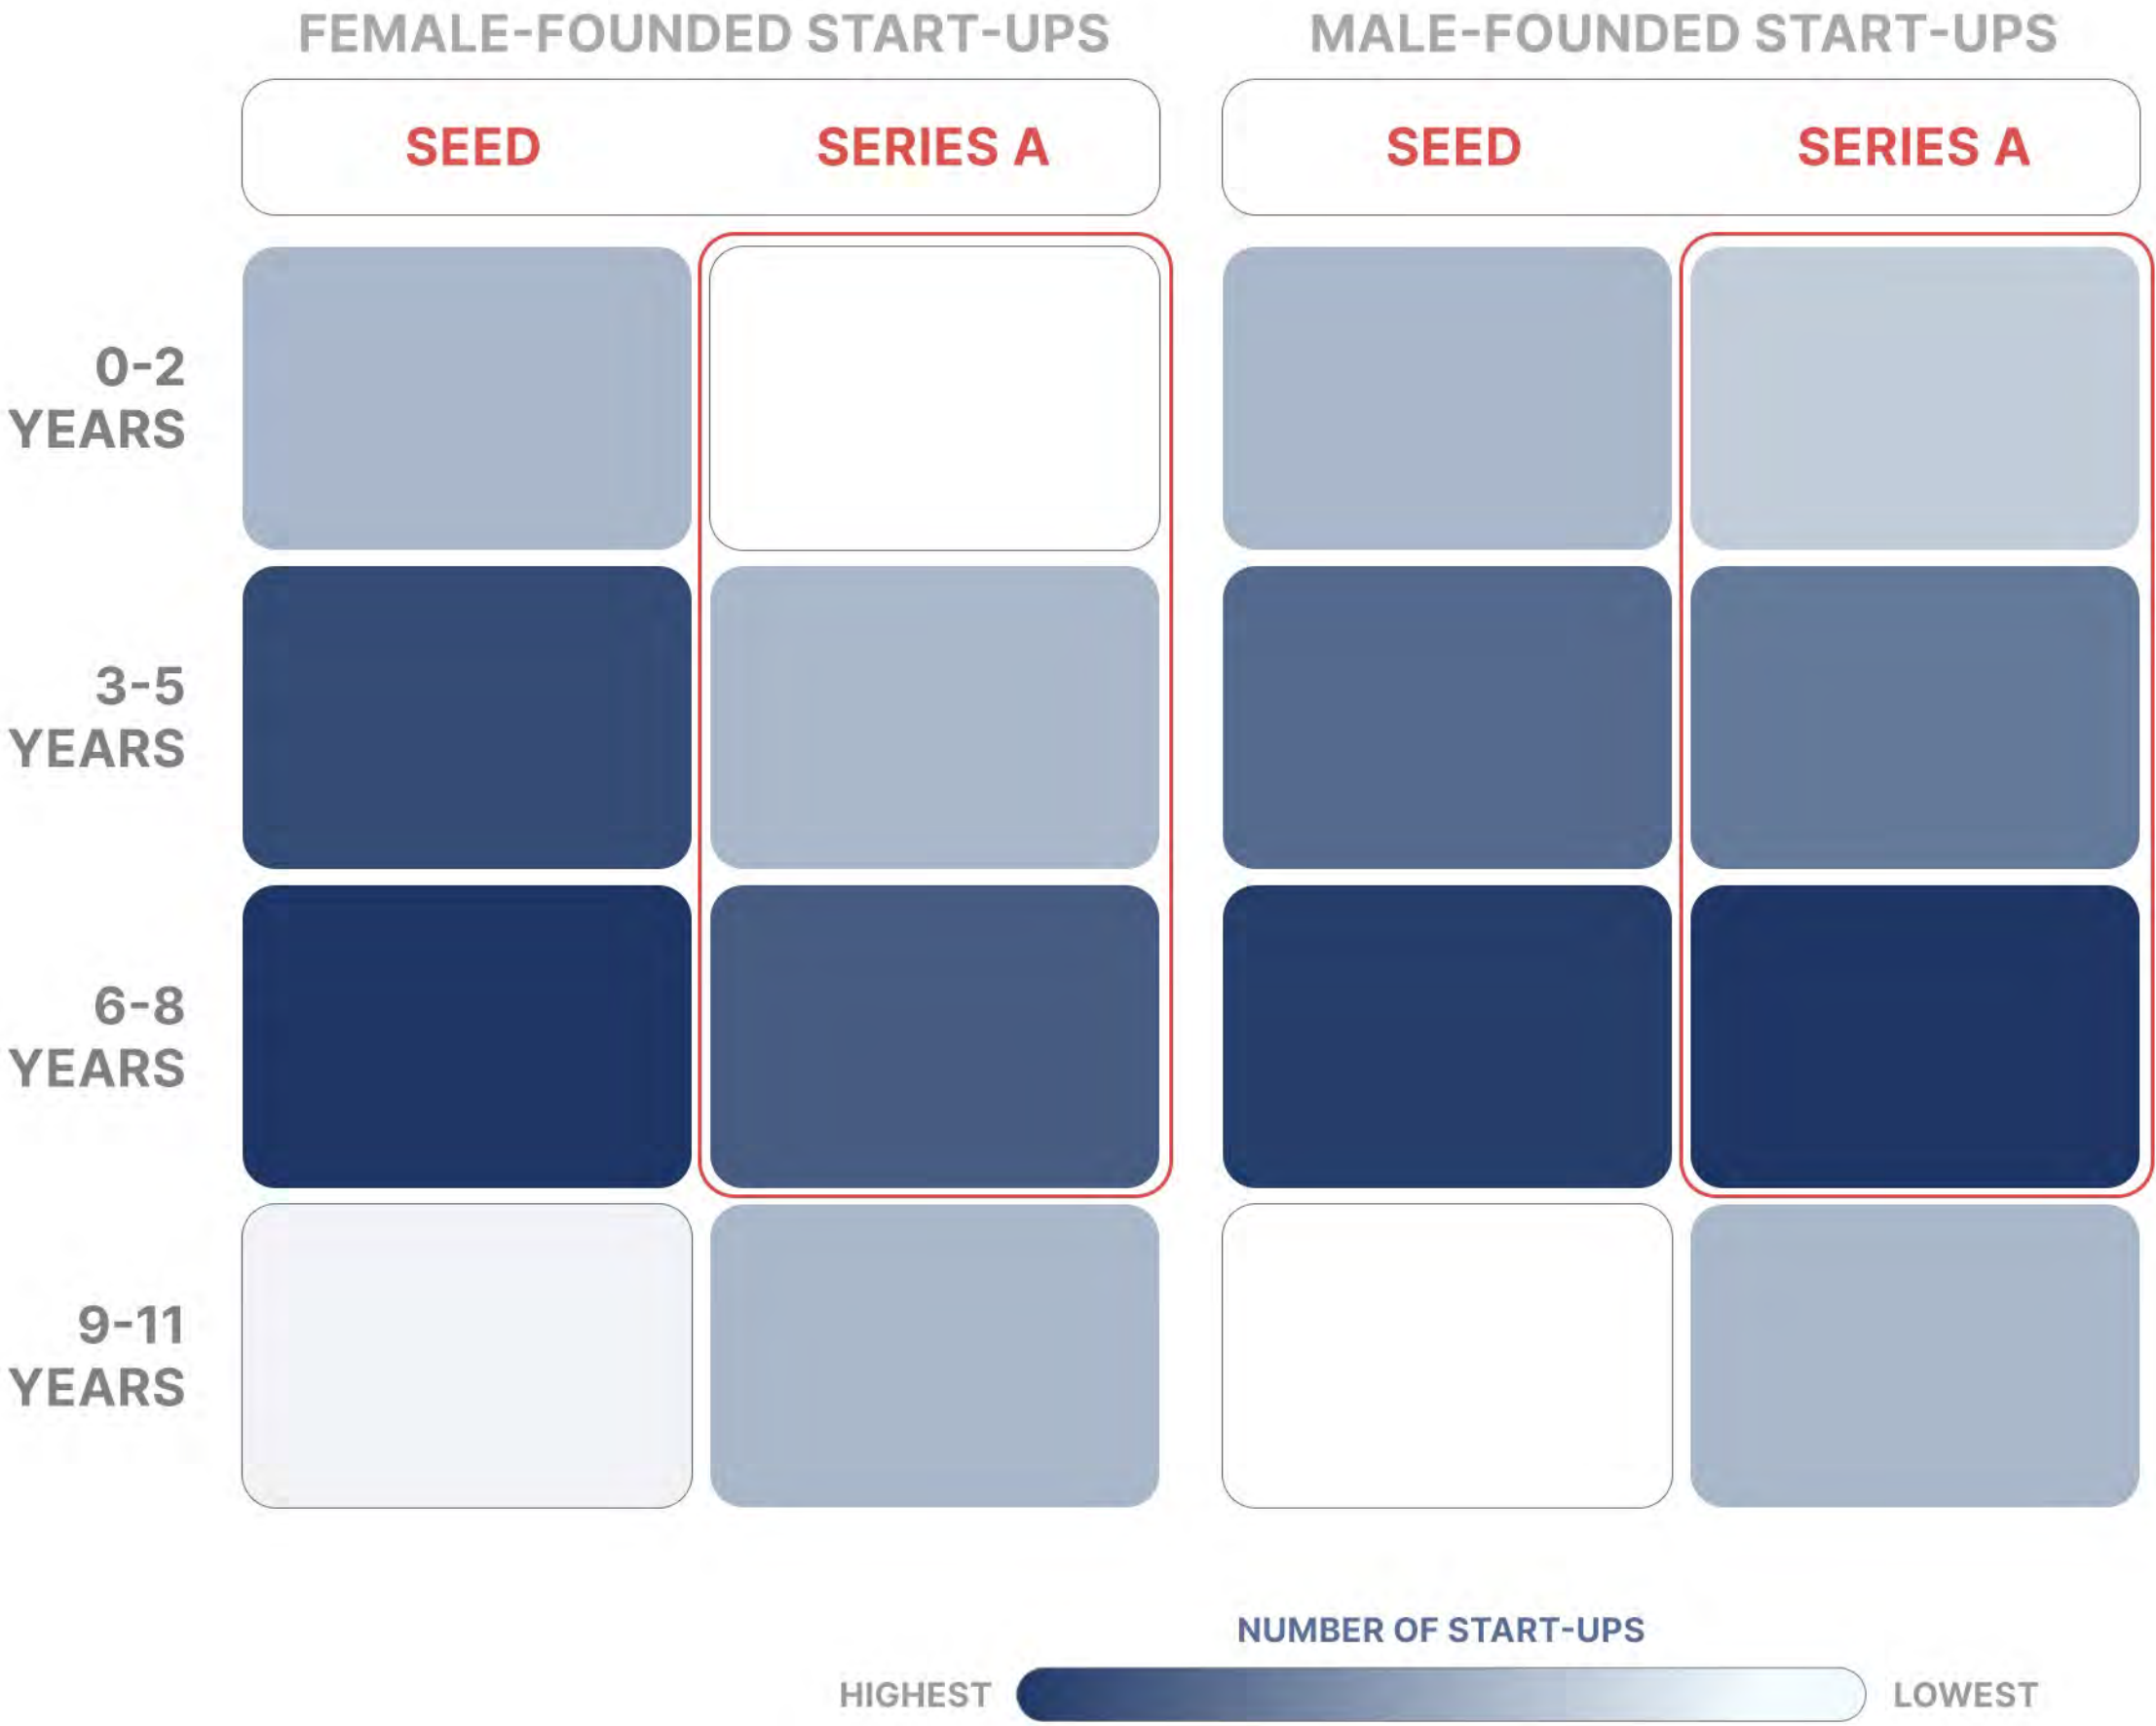 FEMALE-FOUNDED START-UPS
MALE-FOUNDED START-UPS
SEED
SERIES A
SEED
SERIES A
0-2
YEARS
3-5
YEARS
6-8
YEARS
9-11
YEARS
NUMBER OF START-UPS
HIGHEST
LOWEST